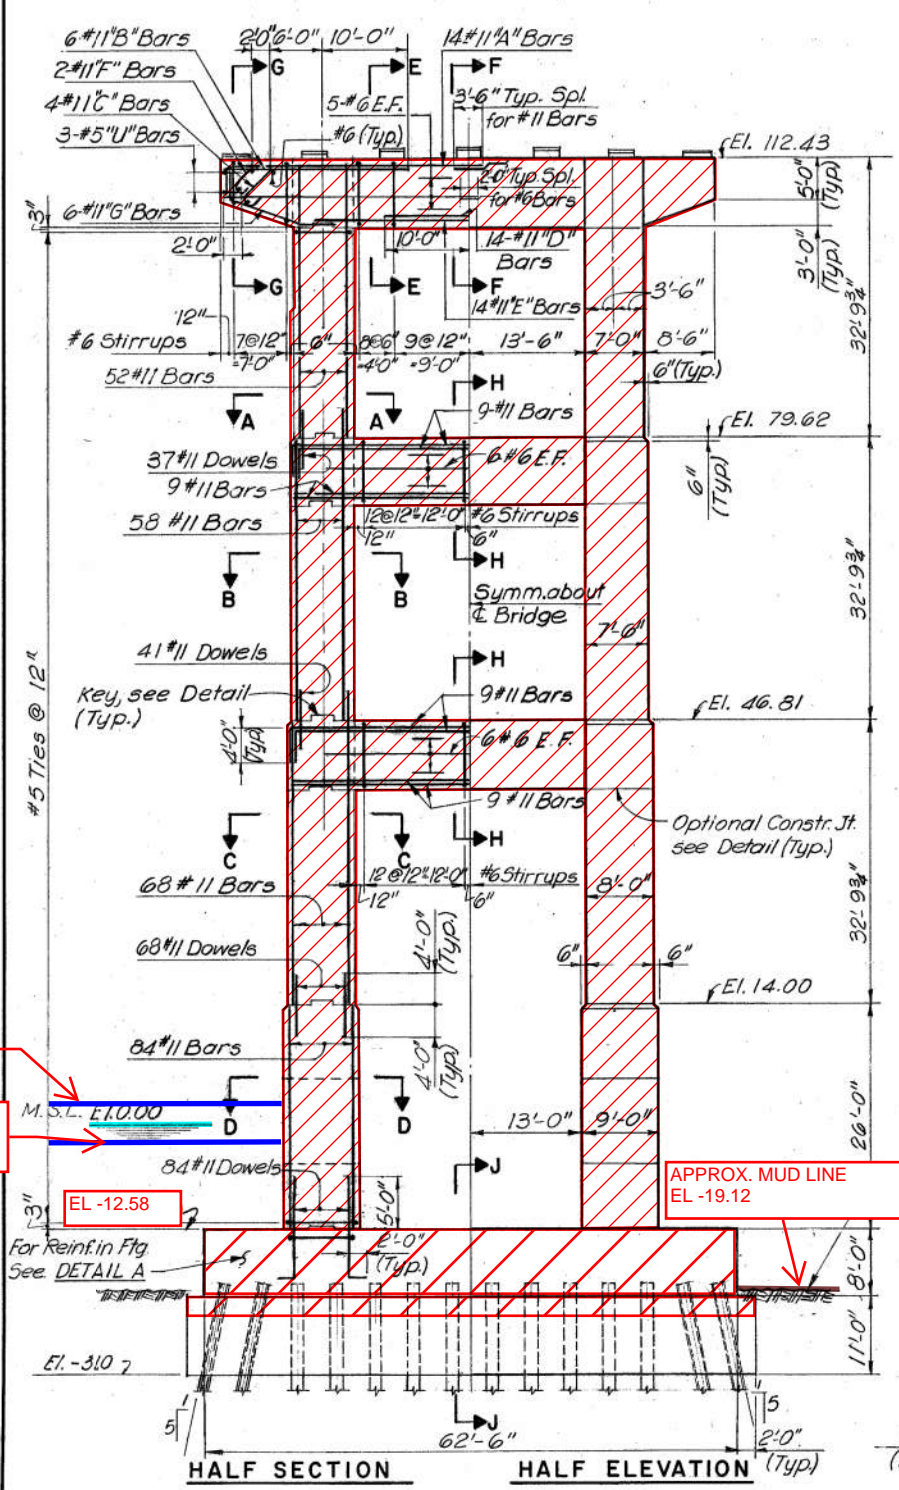 6-#11"B" Bars
2'-0" 6'-0" 10'-0"
14-#11"A" Bars
2-#11"F" Bars
G
E
F
4-#11"C" Bars
5-#6 E.F.
3'-6" Typ. Spl.
for #11 Bars
3-#5"U" Bars
#6 (Typ.)
El. 112.43
2'-0" Typ. Spl.
for #6 Bars
5'-0"
(Typ.)
6-#11"G" Bars
3"
2'-0"
10'-0"
14-#11 "D"
Bars
3'-0"
(Typ.)
G
E
F
14 #11"E" Bars
3'-6"
32'-9¾"
12"
#6 Stirrups
7@12"
=7'-0"
6"
8@6"
=4'-0"
9@12"
=9'-0"
13'-6"
7'-0"
8'-6"
52 #11 Bars
6" (Typ.)
H
A
A
9-#11 Bars
El. 79.62
37 #11 Dowels
6-#6 E.F.
6"
(Typ.)
9 #11 Bars
58 #11 Bars
12@12"=12'-0"
#6 Stirrups
12"
6"
H
B
B
Symm. about
℄ Bridge
32'-9¾"
7'-6"
41 #11 Dowels
H
Key, see Detail
(Typ.)
9 #11 Bars
El. 46.81
4'-0"
(Typ.)
6 #6 E.F.
#5 Ties @ 12"
9 #11 Bars
H
Optional Constr. Jt.
see Detail (Typ.)
C
C
68 #11 Bars
12@12"=12'-0"
#6 Stirrups
12"
6"
8'-0"
32'-9¾"
68 #11 Dowels
4'-0"
(Typ.)
6"
6"
El. 14.00
84 #11 Bars
4'-0"
(Typ.)
M.S.L. El. 0.00
D
D
13'-0"
9'-0"
26'-0"
84 #11 Dowels
J
APPROX. MUD LINE
EL -19.12
EL -12.58
3"
5'-0"
2'-0"
(Typ.)
For Reinf. in Ftg.
See DETAIL A
8'-0"
11'-0"
El. -31.0
1
5
1
5
J
62'-6"
2'-0"
(Typ.)
HALF SECTION
HALF ELEVATION